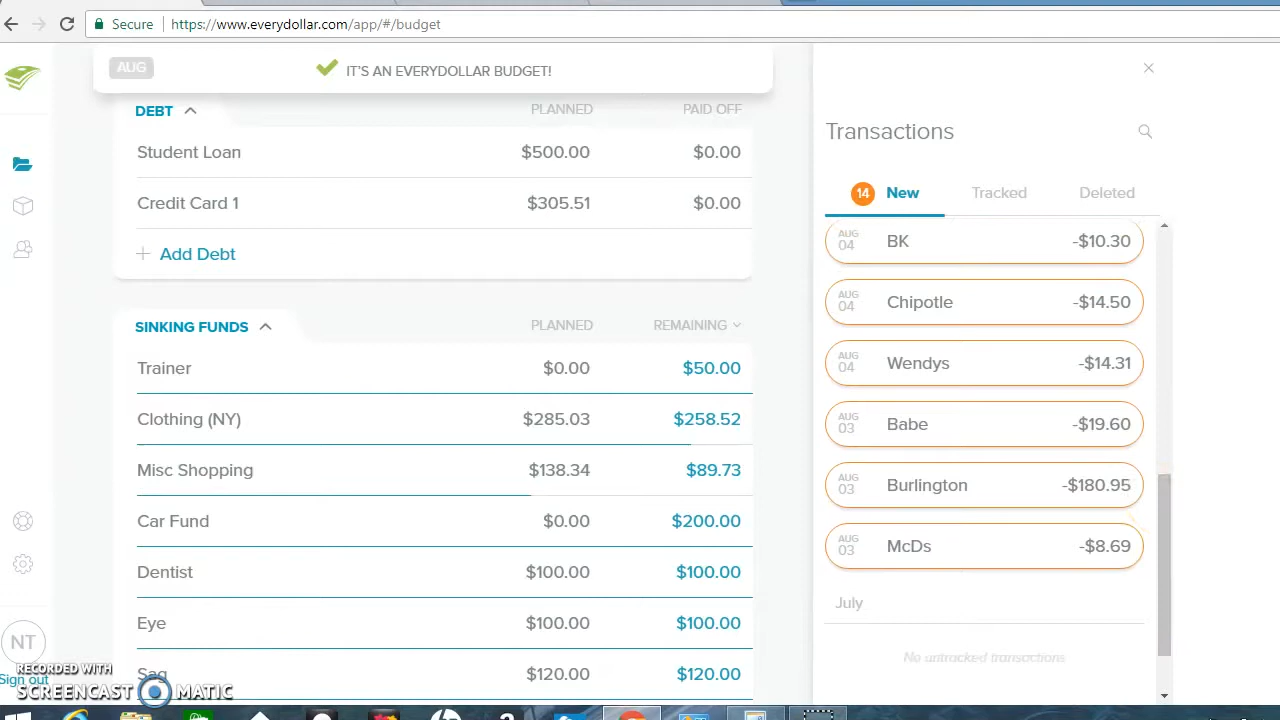 Secure https://www.everydollar.com/app/#/budget
AUG IT'S AN EVERYDOLLAR BUDGET!
DEBT PLANNED PAID OFF
Student Loan $500.00 $0.00
Credit Card 1 $305.51 $0.00
+ Add Debt
SINKING FUNDS PLANNED REMAINING
Trainer $0.00 $50.00
Clothing (NY) $285.03 $258.52
Misc Shopping $138.34 $89.73
Car Fund $0.00 $200.00
Dentist $100.00 $100.00
Eye $100.00 $100.00
Sag $120.00 $120.00
Transactions
14 New Tracked Deleted
AUG 04 BK -$10.30
AUG 04 Chipotle -$14.50
AUG 04 Wendys -$14.31
AUG 03 Babe -$19.60
AUG 03 Burlington -$180.95
AUG 03 McDs -$8.69
July
No untracked transactions
NT
Sign out
RECORDED WITH
SCREENCAST MATIC